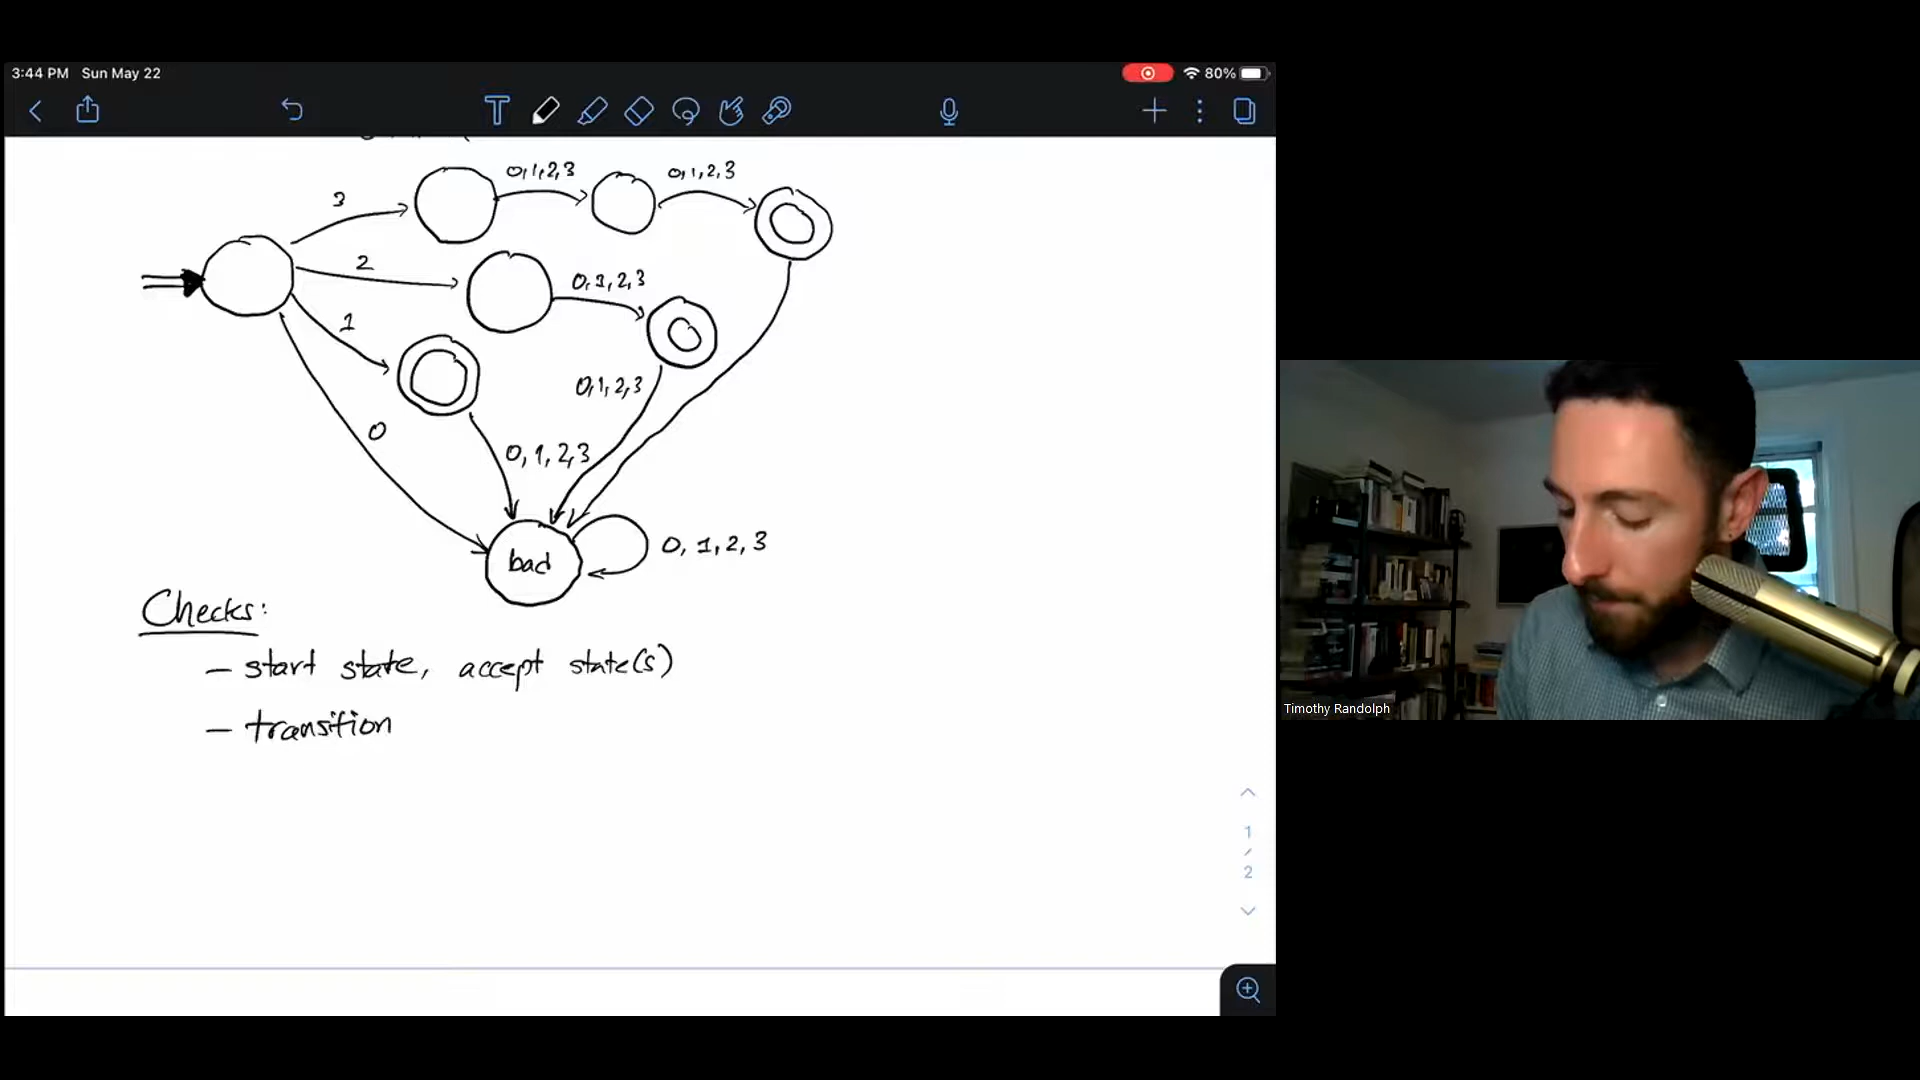 3:44 PM Sun May 22
80%
0,1,2,3
0,1,2,3
3
2
0,1,2,3
1
0,1,2,3
0
0,1,2,3
bad
0,1,2,3
Checks:
- start state, accept state(s)
- transition
1
/
2
Timothy Randolph